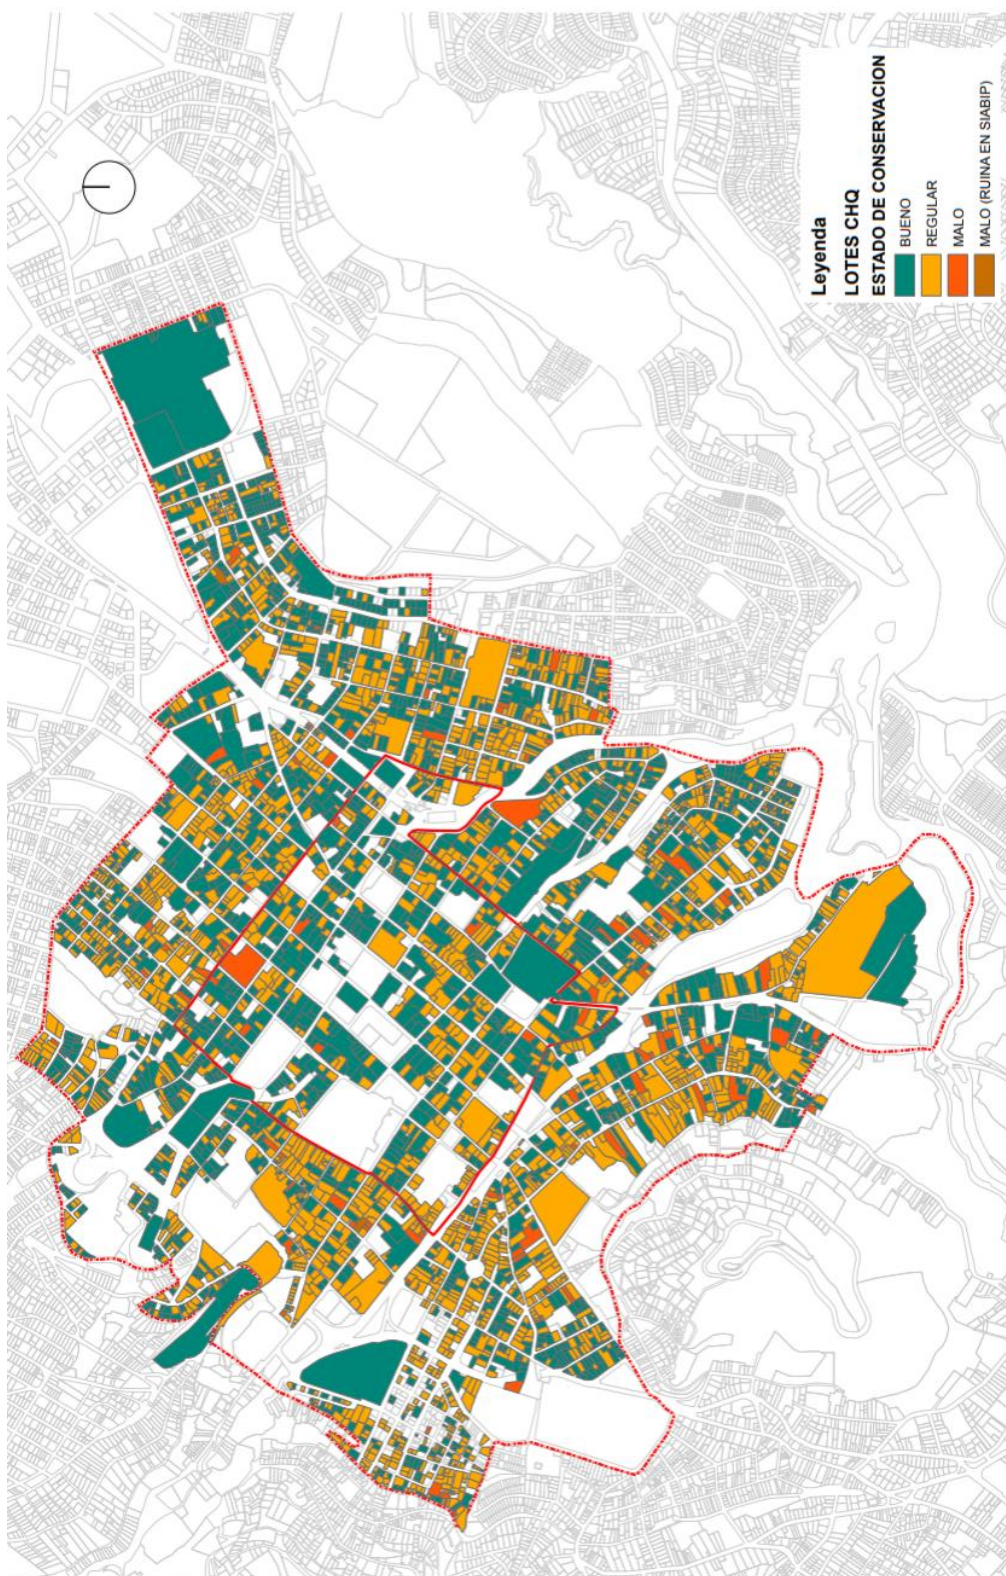 Leyenda
LOTES CHQ
ESTADO DE CONSERVACION
BUENO
REGULAR
MALO
MALO (RUINA EN SIABIP)